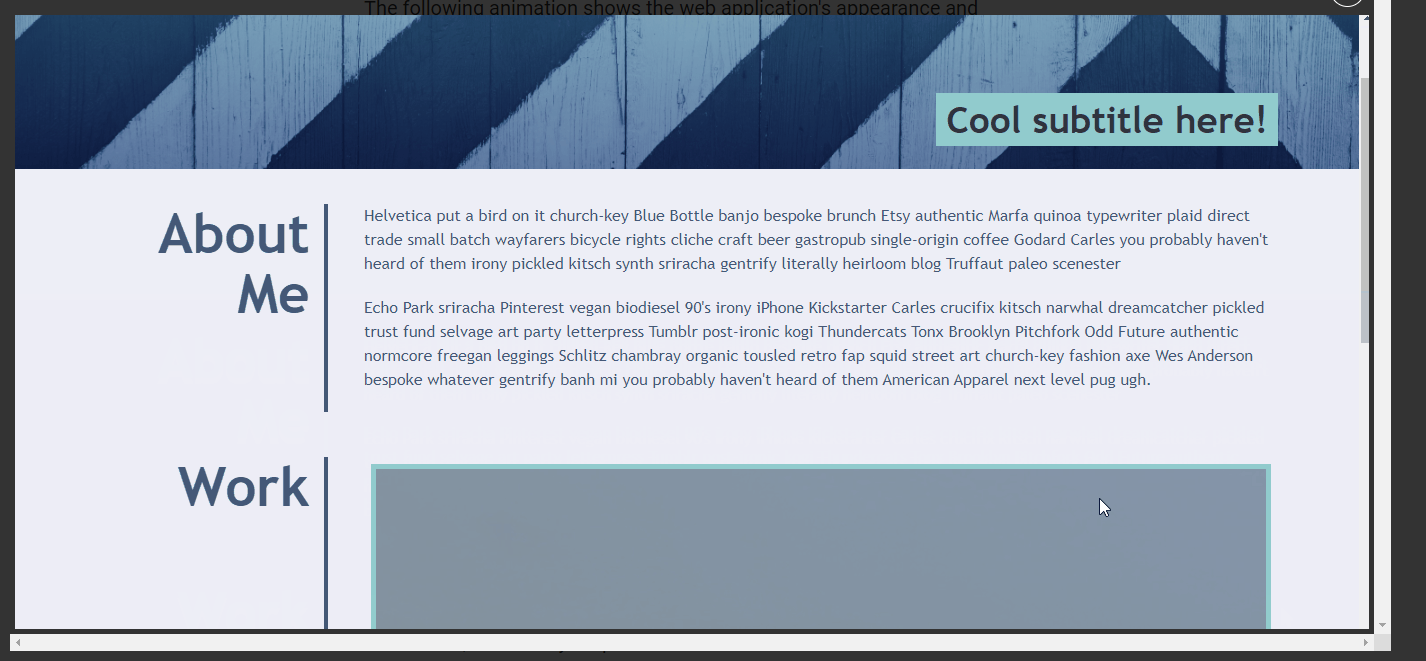 The following animation shows the web application's appearance and
Cool subtitle here!
About
Me
Helvetica put a bird on it church-key Blue Bottle banjo bespoke brunch Etsy authentic Marfa quinoa typewriter plaid direct
trade small batch wayfarers bicycle rights cliche craft beer gastropub single-origin coffee Godard Carles you probably haven't
heard of them irony pickled kitsch synth sriracha gentrify literally heirloom blog Truffaut paleo scenester
Echo Park sriracha Pinterest vegan biodiesel 90's irony iPhone Kickstarter Carles crucifix kitsch narwhal dreamcatcher pickled
trust fund selvage art party letterpress Tumblr post-ironic kogi Thundercats Tonx Brooklyn Pitchfork Odd Future authentic
normcore freegan leggings Schlitz chambray organic tousled retro fap squid street art church-key fashion axe Wes Anderson
bespoke whatever gentrify banh mi you probably haven't heard of them American Apparel next level pug ugh.
Work